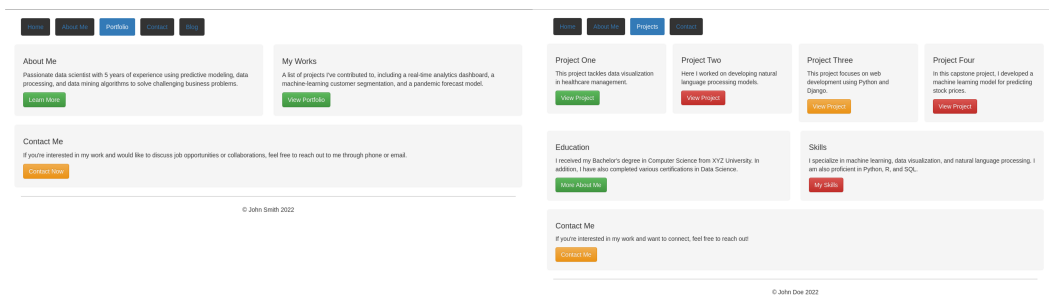 Home About Me Portfolio Contact Blog
About Me
Passionate data scientist with 5 years of experience using predictive modeling, data
processing, and data mining algorithms to solve challenging business problems.
Learn More
My Works
A list of projects I've contributed to, including a real-time analytics dashboard, a
machine-learning customer segmentation, and a pandemic forecast model.
View Portfolio
Contact Me
If you're interested in my work and would like to discuss job opportunities or collaborations, feel free to reach out to me through phone or email.
Contact Now
© John Smith 2022
Home About Me Projects Contact
Project One
This project tackles data visualization
in healthcare management.
View Project
Project Two
Here I worked on developing natural
language processing models.
View Project
Project Three
This project focuses on web
development using Python and
Django.
View Project
Project Four
In this capstone project, I developed a
machine learning model for predicting
stock prices.
View Project
Education
I received my Bachelor's degree in Computer Science from XYZ University. In
addition, I have also completed various certifications in Data Science.
More About Me
Skills
I specialize in machine learning, data visualization, and natural language processing. I
am also proficient in Python, R, and SQL.
My Skills
Contact Me
If you're interested in my work and want to connect, feel free to reach out!
Contact Me
© John Doe 2022